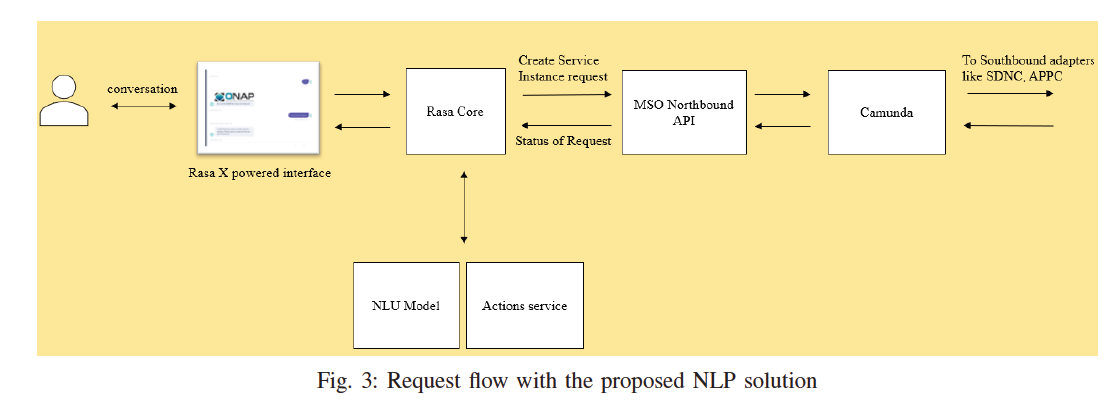 conversation
ONAP
Rasa X powered interface
Rasa Core
Create Service
Instance request
Status of Request
MSO Northbound
API
Camunda
To Southbound adapters
like SDNC, APPC
NLU Model
Actions service
Fig. 3: Request flow with the proposed NLP solution